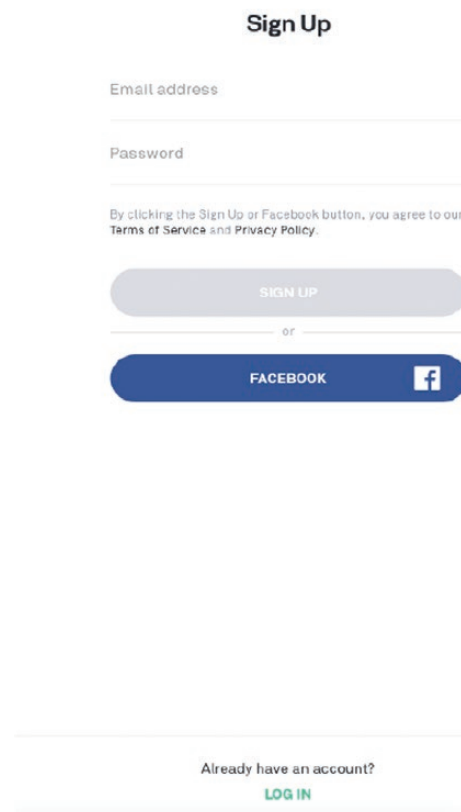 Sign Up
Email address
Password
By clicking the Sign Up or Facebook button, you agree to our
Terms of Service and Privacy Policy.
SIGN UP
or
FACEBOOK
Already have an account?
LOG IN